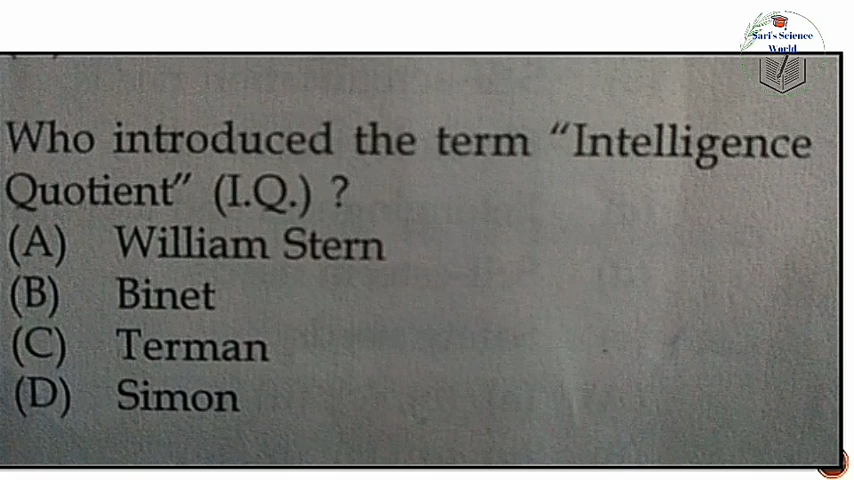 Sari's Science
World
Who introduced the term “Intelligence
Quotient” (I.Q.) ?
(A) William Stern
(B) Binet
(C) Terman
(D) Simon